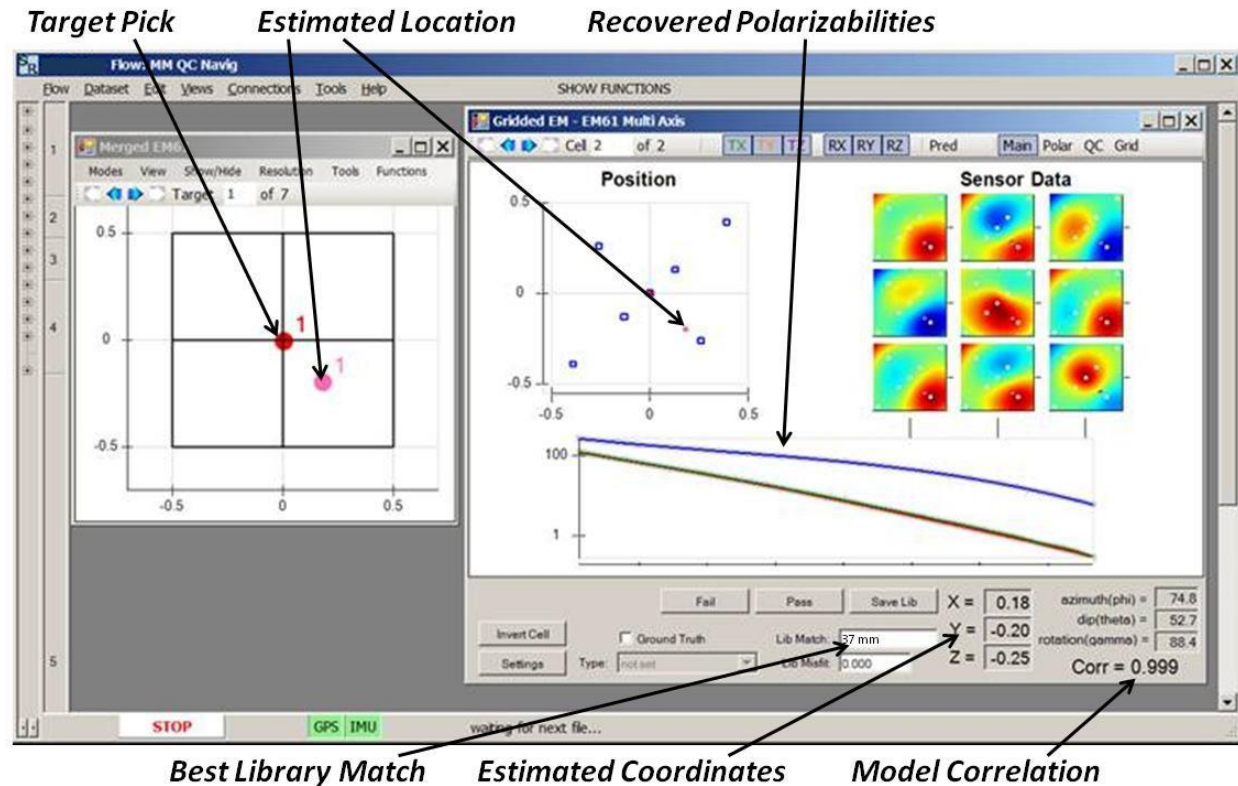 Target Pick Estimated Location Recovered Polarizabilities
SR Flow: MM QC Navig
Flow Dataset Edit Views Connections Tools Help SHOW FUNCTIONS
Merged EM6
Modes View Show/Hide Resolution Tools Functions
Target 1 of 7
0.5
0
-0.5
-0.5 0 0.5
1
1
1
2
3
4
5
Gridded EM - EM61 Multi Axis
Cell 2 of 2 TX TY TZ RX RY RZ Pred Main Polar QC Grid
Position Sensor Data
0.5
0
-0.5
-0.5 0 0.5
100
1
Fail Pass Save Lib
Invert Cell Ground Truth Lib Match: 37 mm
Settings Type: not set Lib Misfit: 0.000
X = 0.18
Y = -0.20
Z = -0.25
azimuth(phi) = 74.8
dip(theta) = 52.7
rotation(gamma) = 88.4
Corr = 0.999
STOP GPS IMU waiting for next file...
Best Library Match Estimated Coordinates Model Correlation